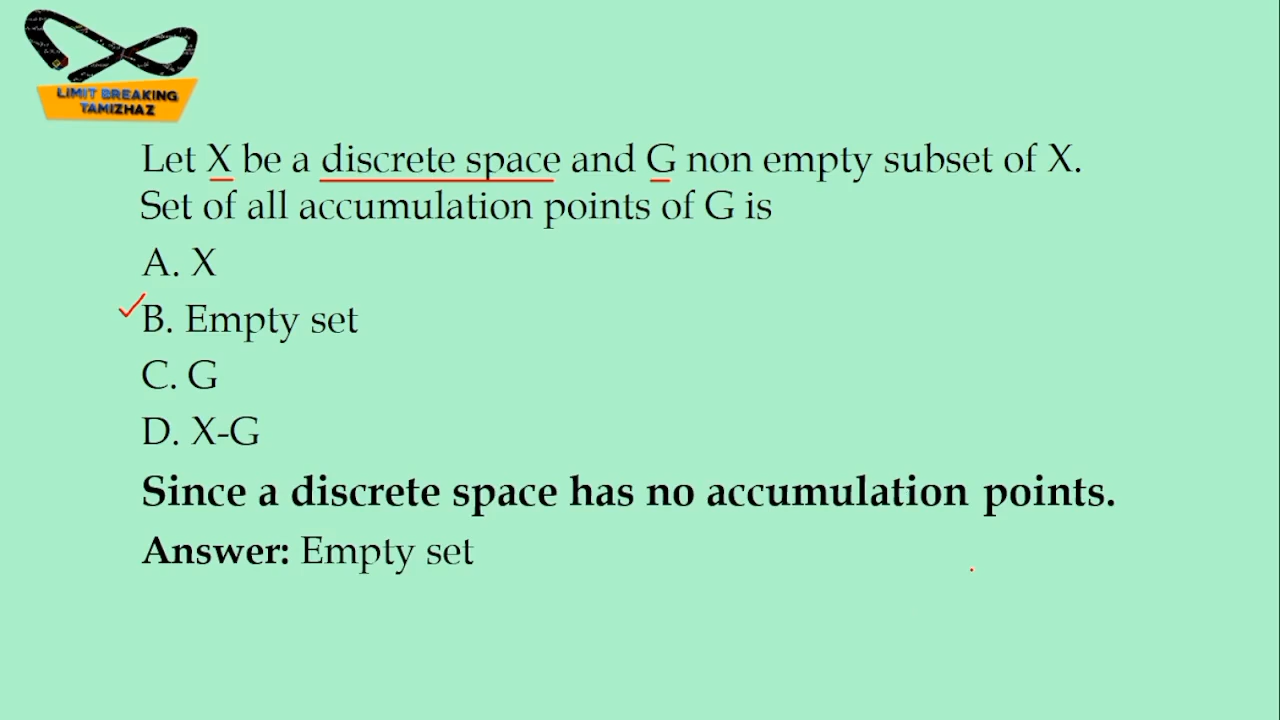 LIMIT BREAKING
TAMIZHAZ
Let X be a discrete space and G non empty subset of X.
Set of all accumulation points of G is
A. X
B. Empty set
C. G
D. X-G
Since a discrete space has no accumulation points.
Answer: Empty set